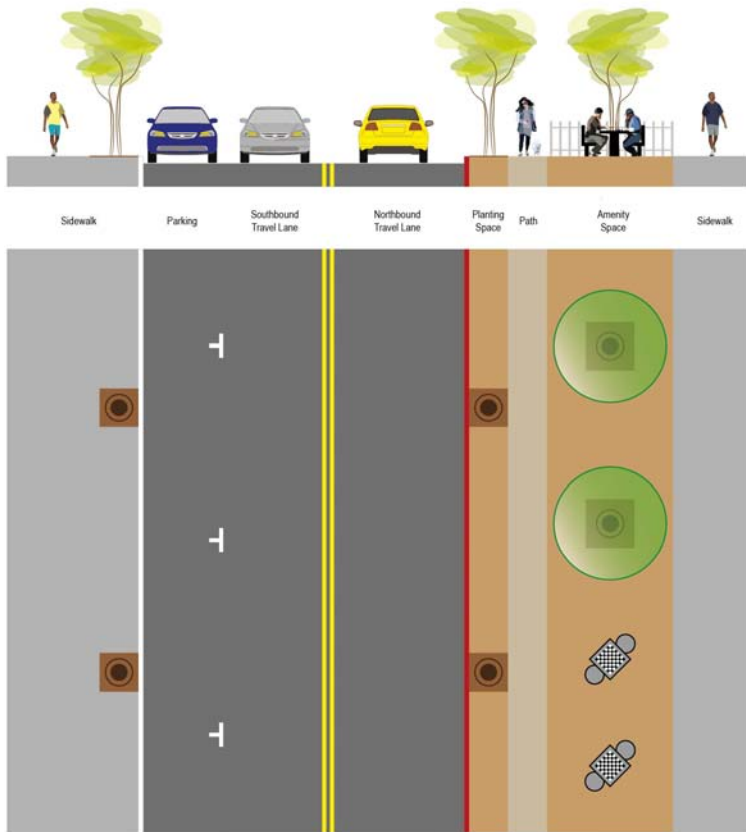 Sidewalk
Parking
Southbound
Travel Lane
Northbound
Travel Lane
Planting
Space
Path
Amenity
Space
Sidewalk